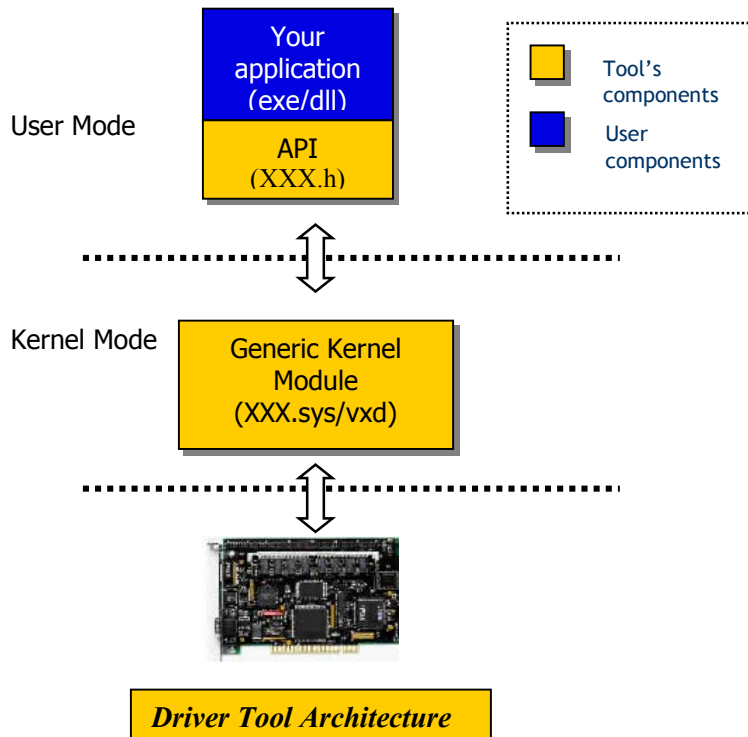 Your
application
(exe/dll)
API
(XXX.h)
Tool's
components
User
components
User Mode
Kernel Mode
Generic Kernel
Module
(XXX.sys/vxd)
Driver Tool Architecture